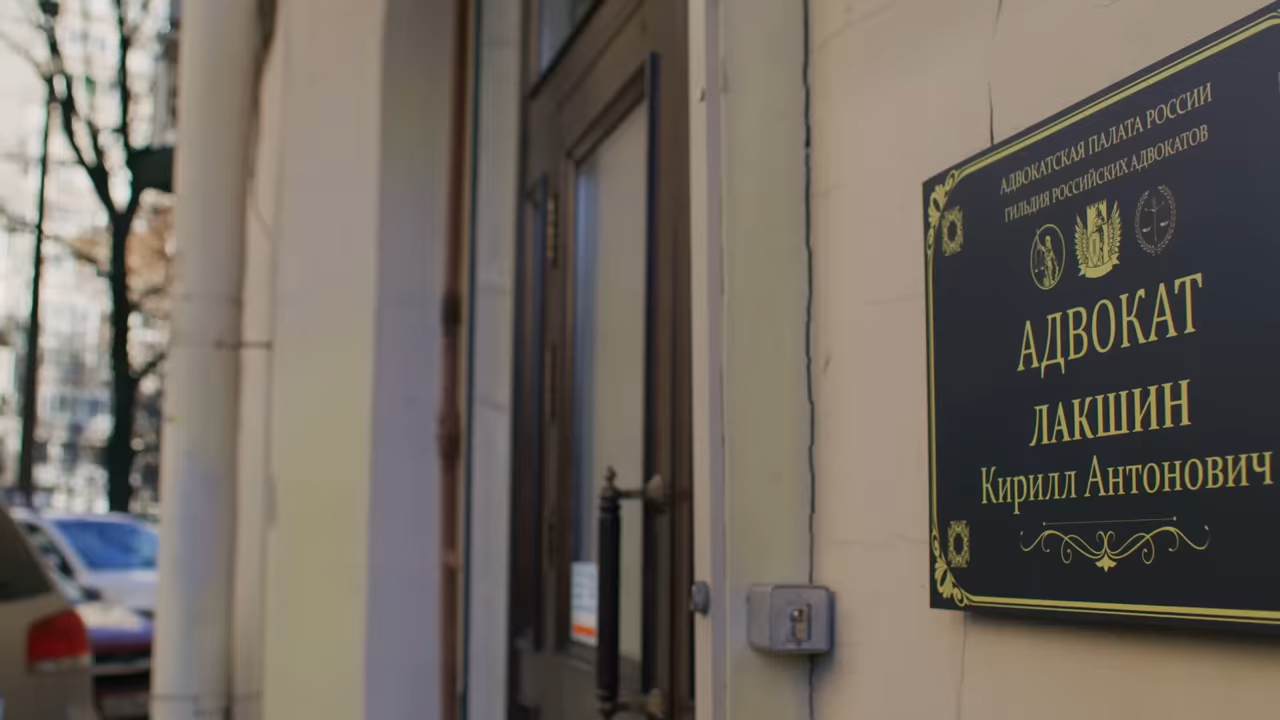 АДВОКАТСКАЯ ПАЛАТА РОССИИ
ГИЛЬДИЯ РОССИЙСКИХ АДВОКАТОВ
АДВОКАТ
ЛАКШИН
Кирилл Антонович